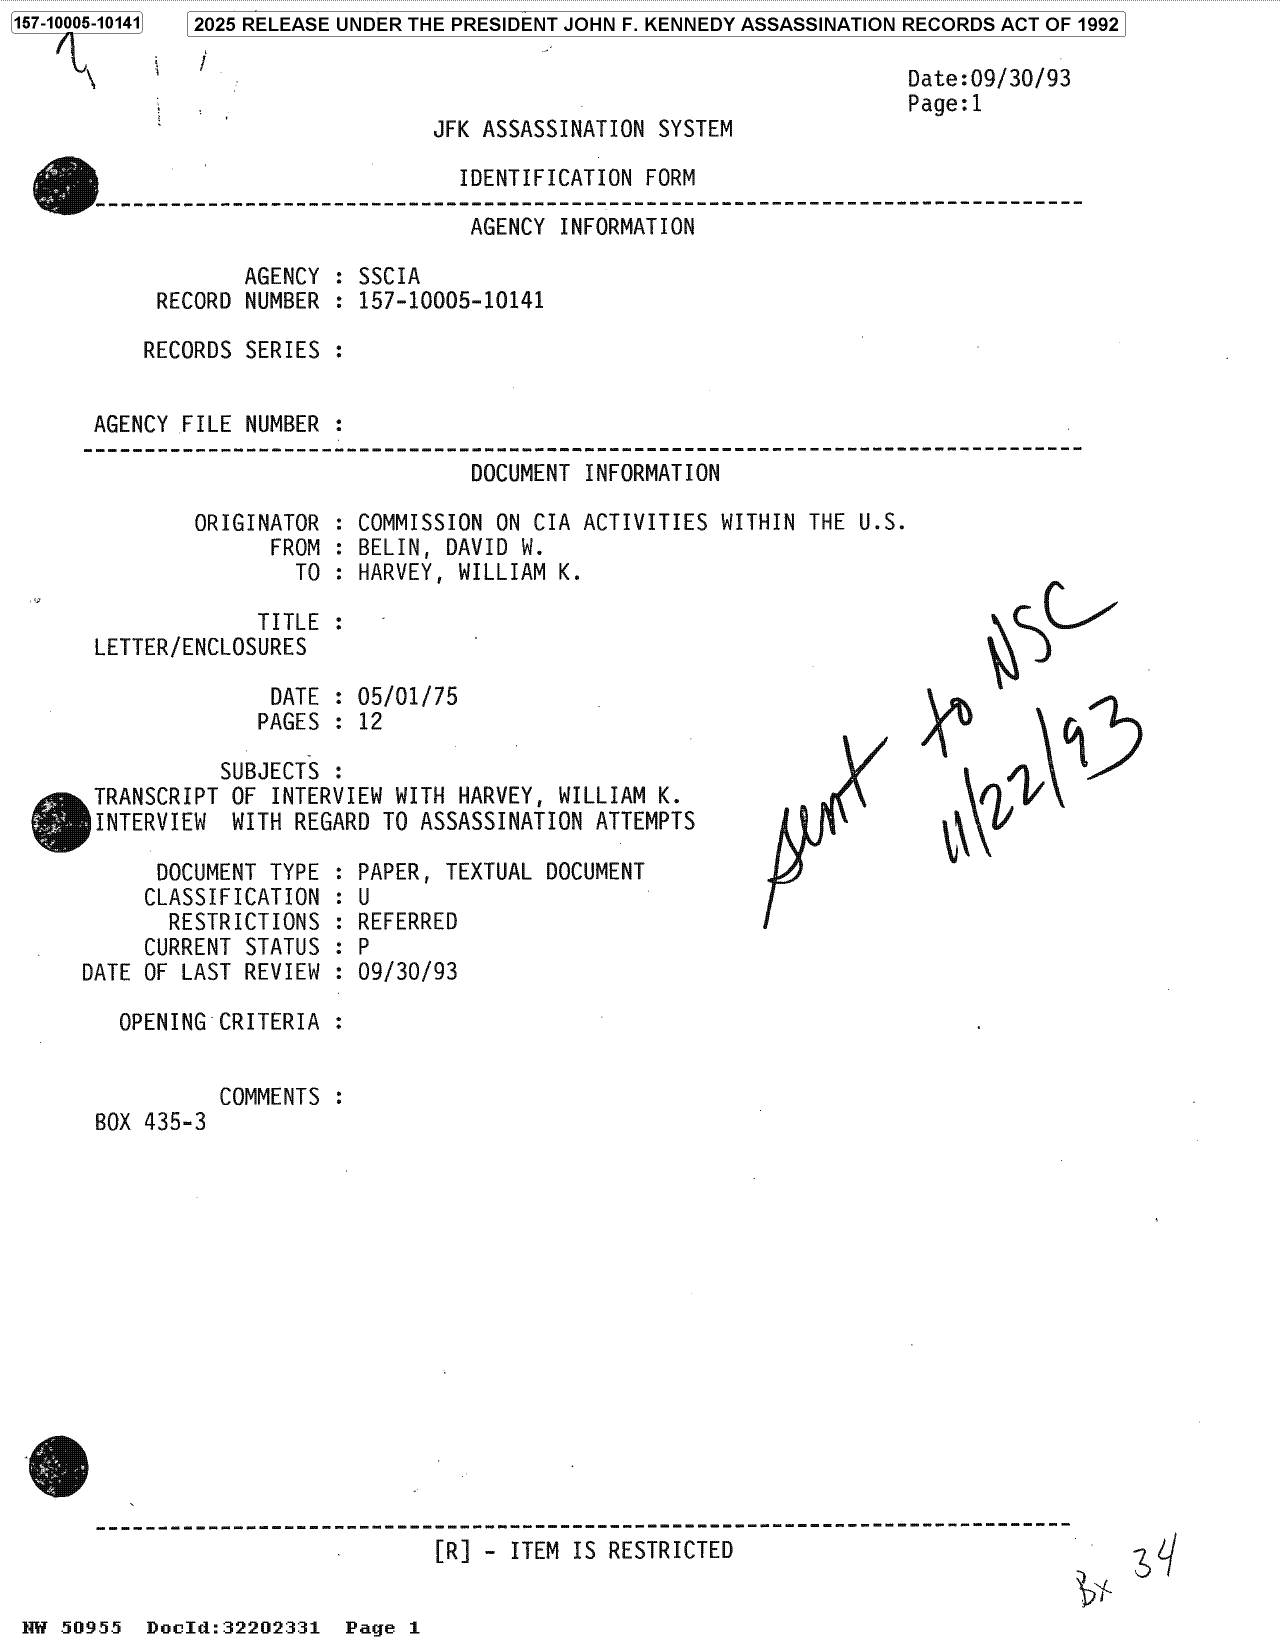 157-10005-10141
2025 RELEASE UNDER THE PRESIDENT JOHN F. KENNEDY ASSASSINATION RECORDS ACT OF 1992
Date:09/30/93
Page:1
JFK ASSASSINATION SYSTEM
IDENTIFICATION FORM
AGENCY INFORMATION
AGENCY : SSCIA
RECORD NUMBER : 157-10005-10141
RECORDS SERIES :
AGENCY FILE NUMBER :
DOCUMENT INFORMATION
ORIGINATOR : COMMISSION ON CIA ACTIVITIES WITHIN THE U.S.
FROM : BELIN, DAVID W.
TO : HARVEY, WILLIAM K.
TITLE :
LETTER/ENCLOSURES
DATE : 05/01/75
PAGES : 12
SUBJECTS :
TRANSCRIPT OF INTERVIEW WITH HARVEY, WILLIAM K.
INTERVIEW WITH REGARD TO ASSASSINATION ATTEMPTS
sent to NSC
11/22/93
DOCUMENT TYPE : PAPER, TEXTUAL DOCUMENT
CLASSIFICATION : U
RESTRICTIONS : REFERRED
CURRENT STATUS : P
DATE OF LAST REVIEW : 09/30/93
OPENING CRITERIA :
COMMENTS :
BOX 435-3
[R] - ITEM IS RESTRICTED
Bx 34
NW 50955 DocId:32202331 Page 1